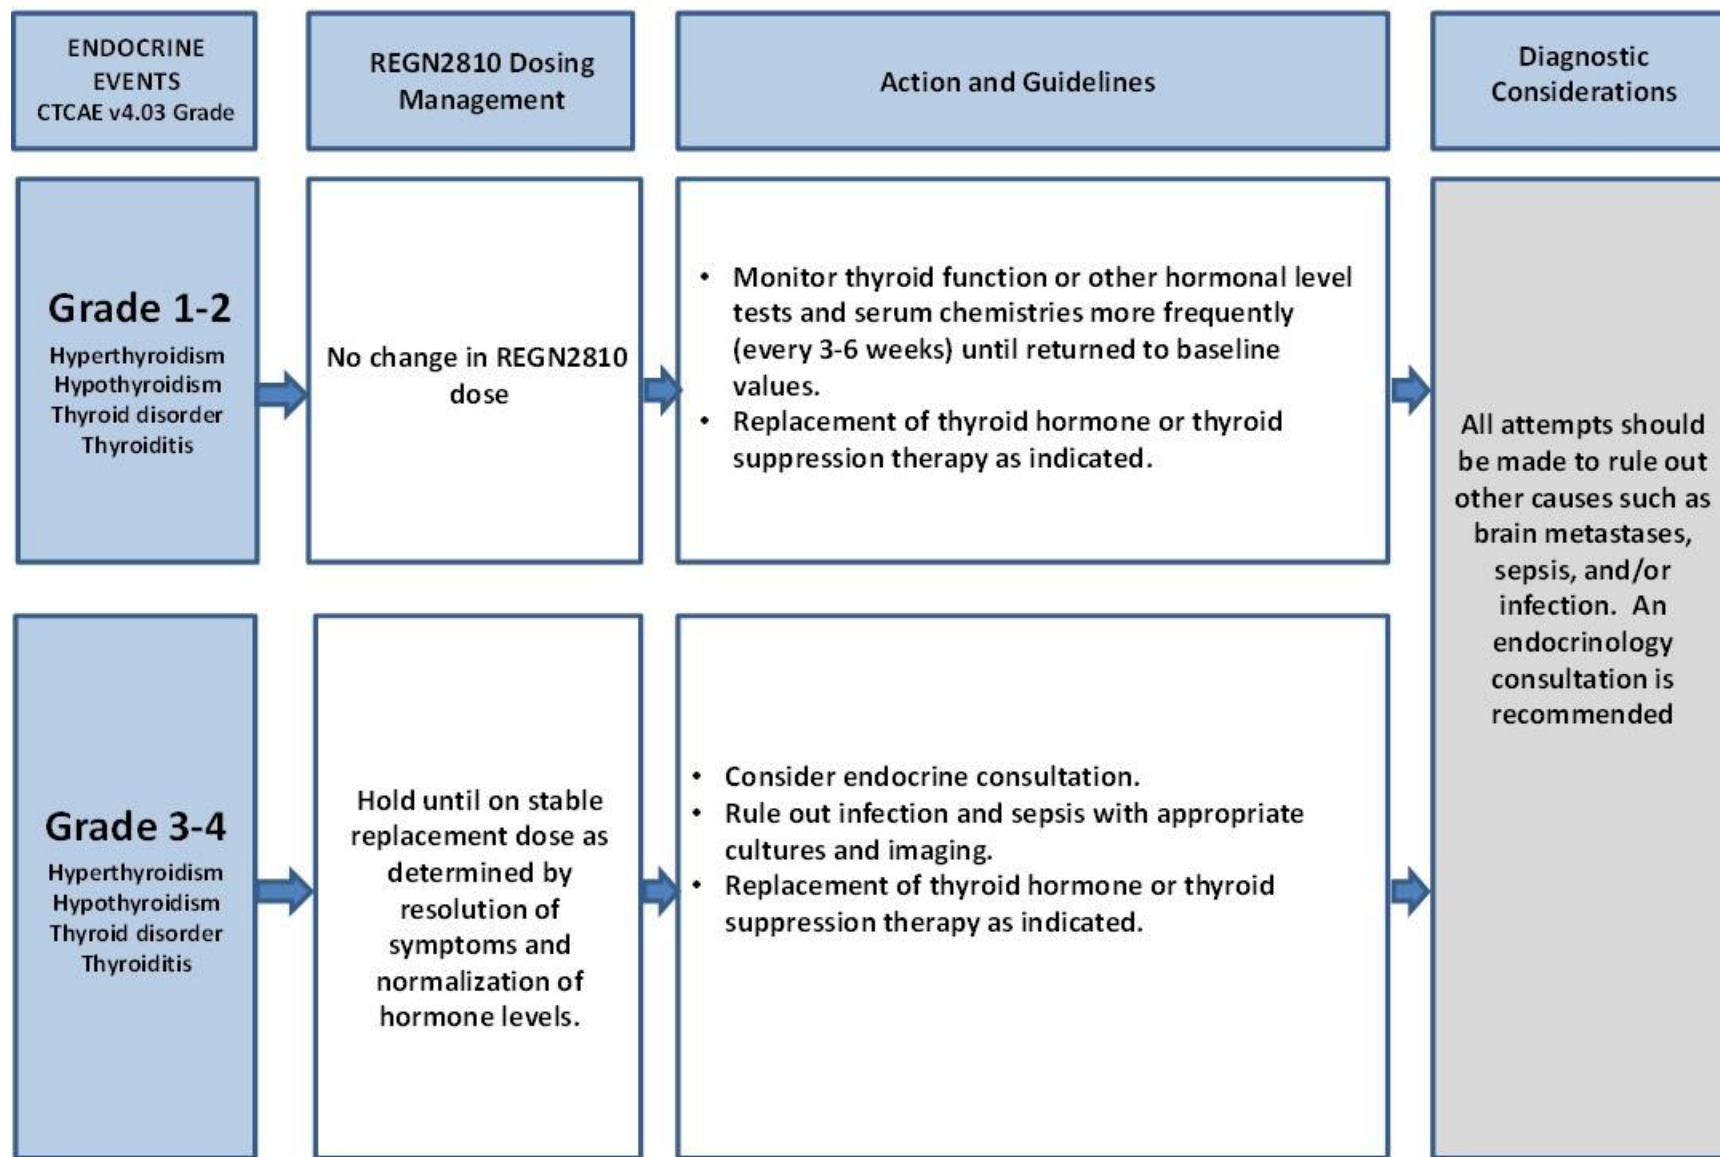 ENDOCRINE
EVENTS
CTCAE v4.03 Grade
REGN2810 Dosing
Management
Action and Guidelines
Diagnostic
Considerations
Grade 1-2
Hyperthyroidism
Hypothyroidism
Thyroid disorder
Thyroiditis
No change in REGN2810
dose
• Monitor thyroid function or other hormonal level
tests and serum chemistries more frequently
(every 3-6 weeks) until returned to baseline
values.
• Replacement of thyroid hormone or thyroid
suppression therapy as indicated.
All attempts should
be made to rule out
other causes such as
brain metastases,
sepsis, and/or
infection.  An
endocrinology
consultation is
recommended
Grade 3-4
Hyperthyroidism
Hypothyroidism
Thyroid disorder
Thyroiditis
Hold until on stable
replacement dose as
determined by
resolution of
symptoms and
normalization of
hormone levels.
• Consider endocrine consultation.
• Rule out infection and sepsis with appropriate
cultures and imaging.
• Replacement of thyroid hormone or thyroid
suppression therapy as indicated.